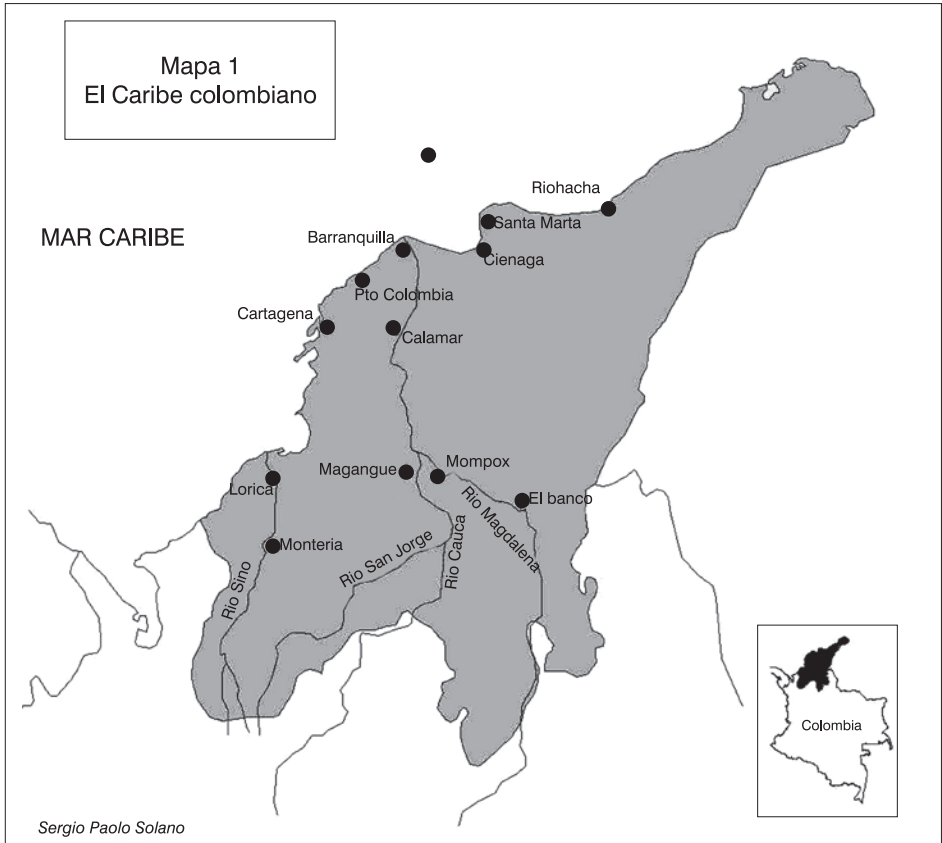 Mapa 1
El Caribe colombiano
Riohacha
Santa Marta
MAR CARIBE
Barranquilla
Cienaga
Pto Colombia
Cartagena
Calamar
Magangue
Mompox
Lorica
El banco
Rio Magdalena
Monteria
Rio San Jorge
Rio Cauca
Rio Sino
Colombia
Sergio Paolo Solano